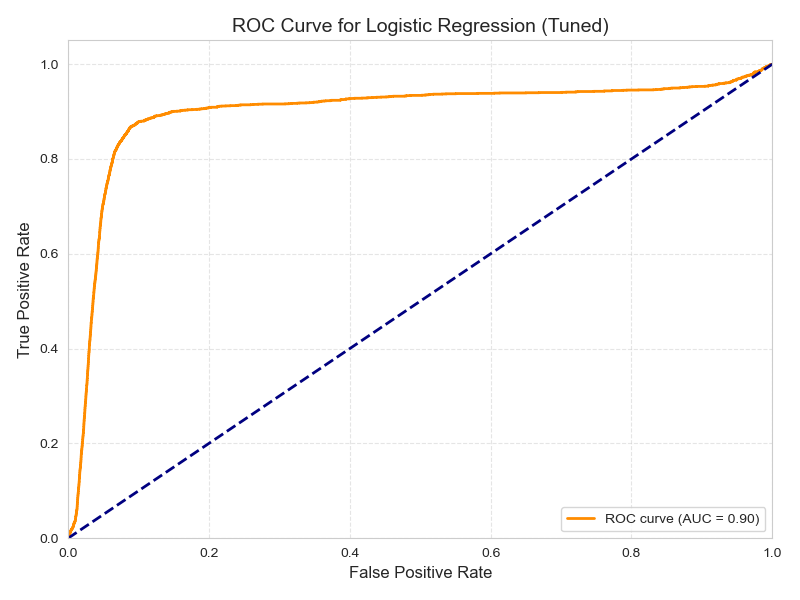 ROC Curve for Logistic Regression (Tuned)
True Positive Rate
1.0
0.8
0.6
0.4
0.2
0.0
0.0 0.2 0.4 0.6 0.8 1.0
False Positive Rate
ROC curve (AUC = 0.90)